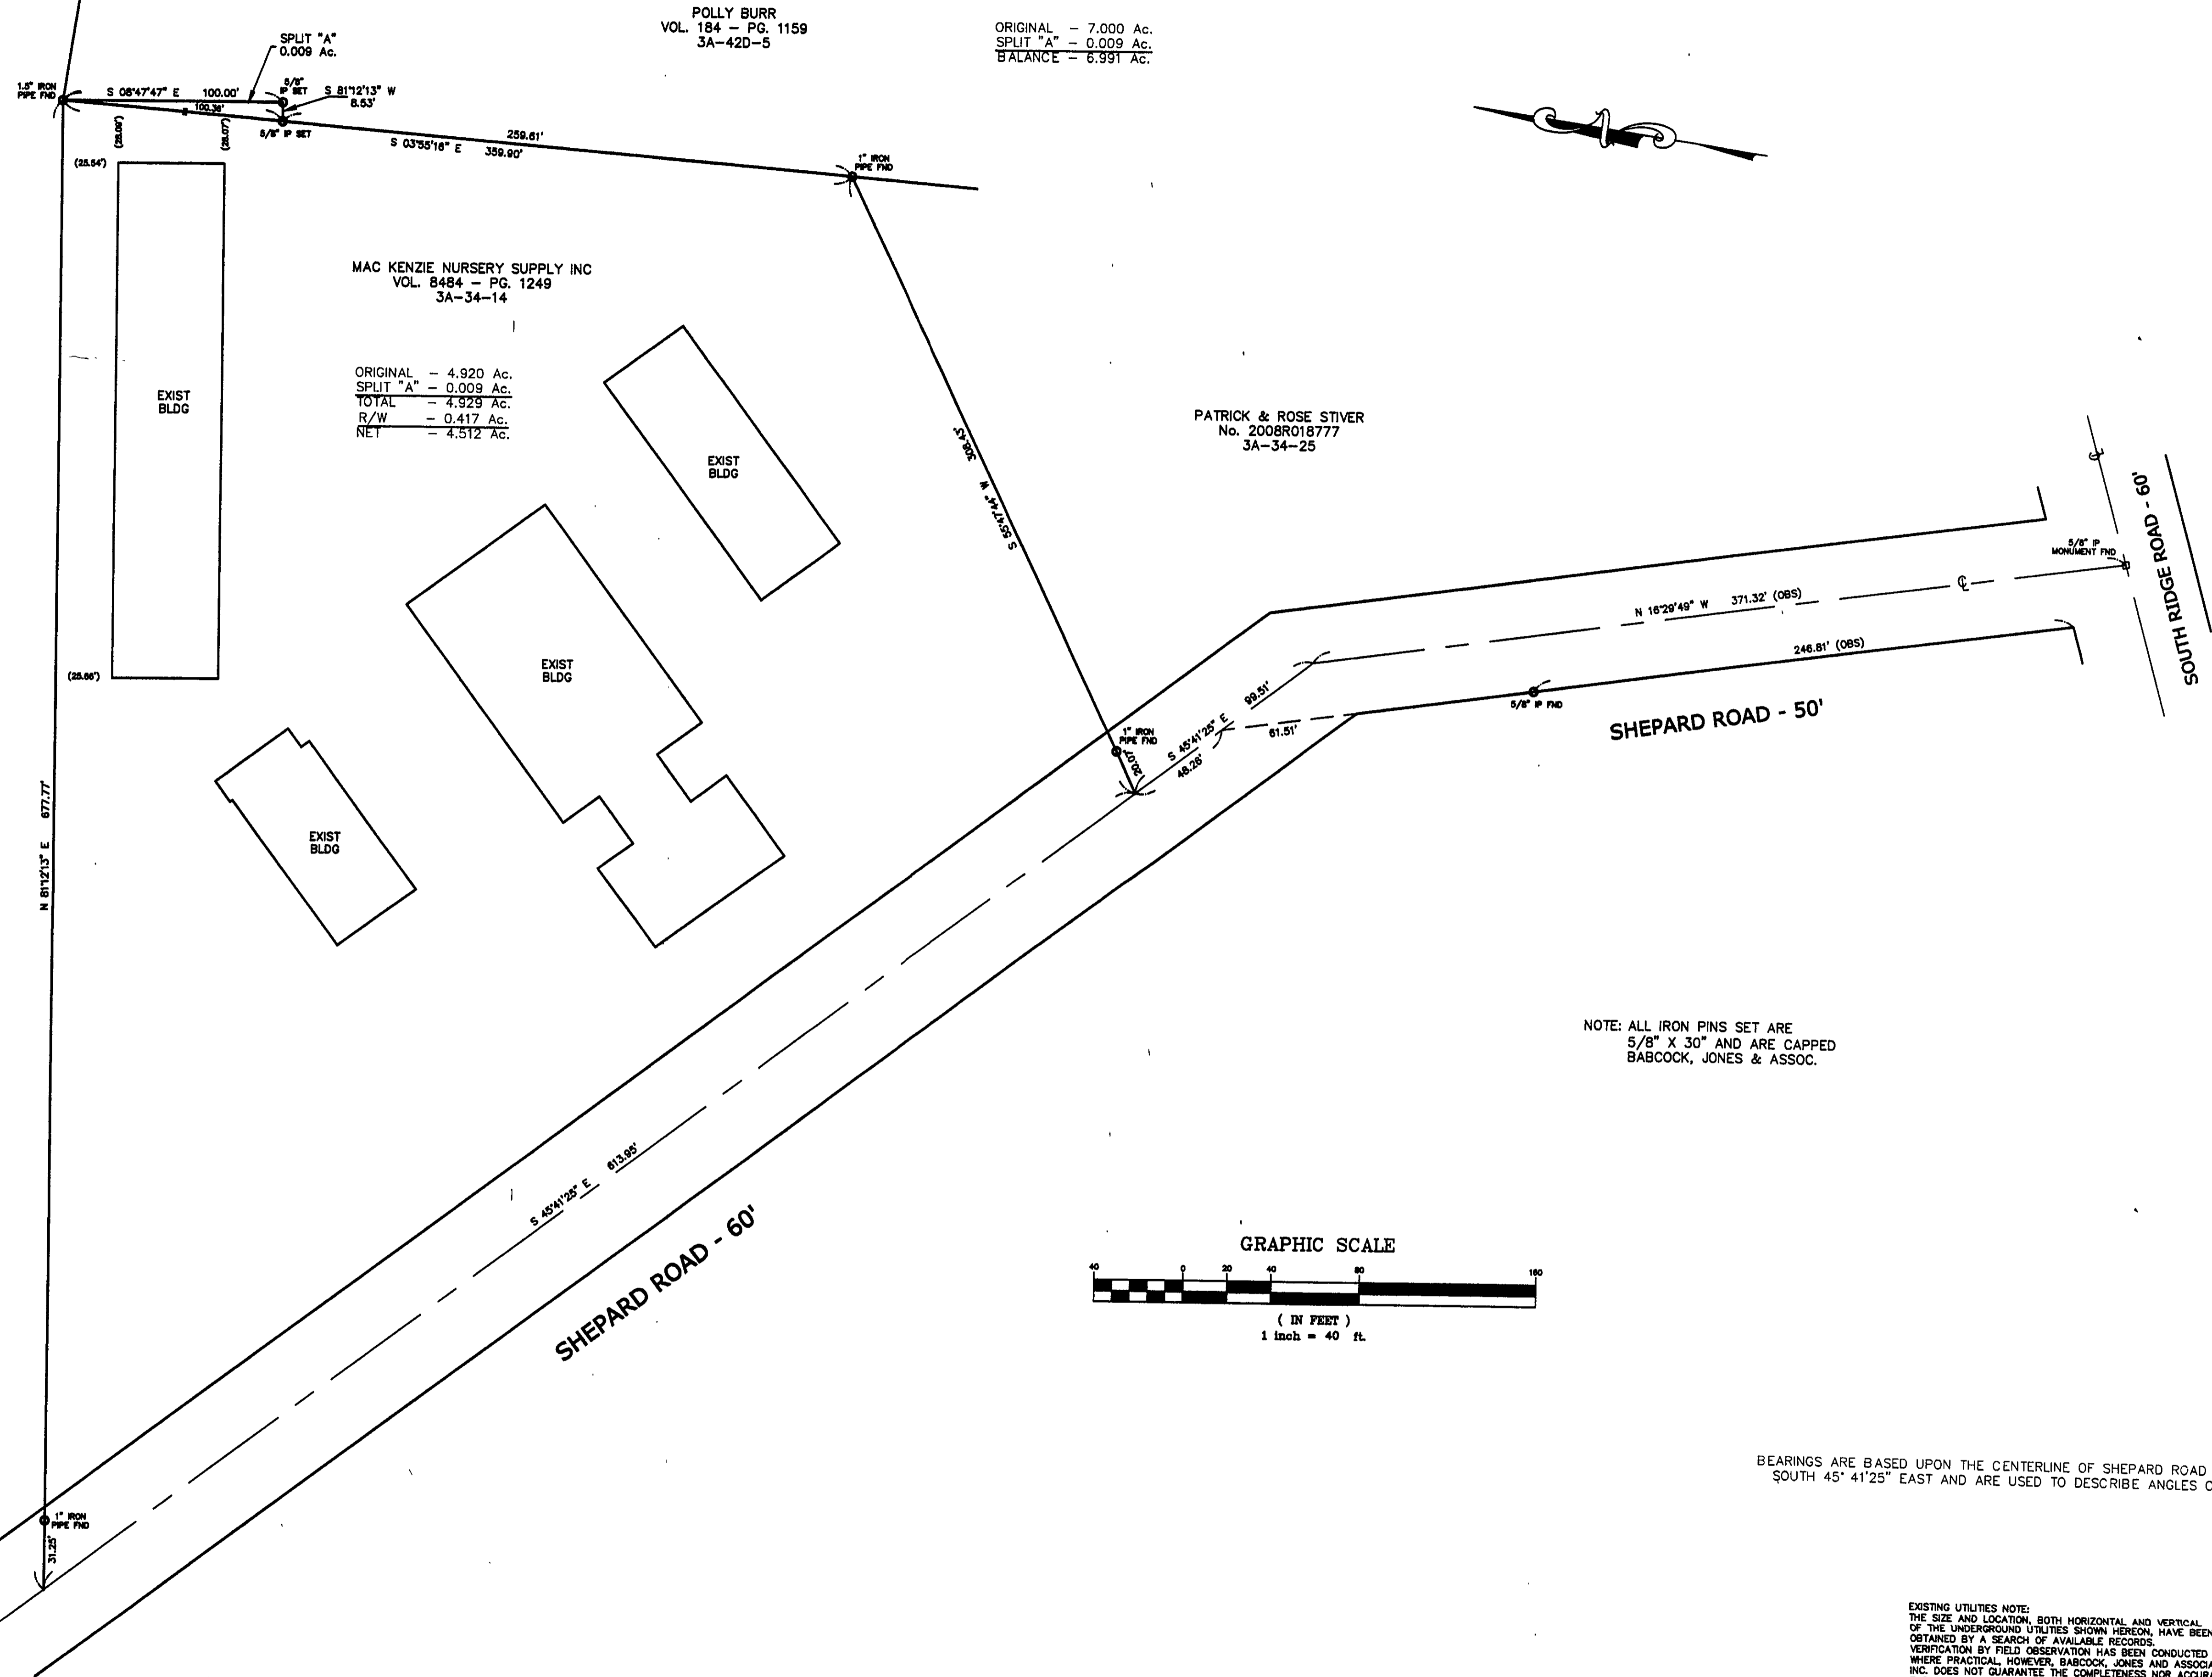 POLLY BURR
VOL. 184 – PG. 1159
3A–42D–5
ORIGINAL – 7.000 Ac.
SPLIT "A" – 0.009 Ac.
BALANCE – 6.991 Ac.
SPLIT "A"
0.009 Ac.
1.5" IRON
PIPE FND
S 08°47'47" E 100.00'
5/8"
IP SET
S 81°12'13" W
8.53'
100.36'
5/8" IP SET
(28.09')
(28.07')
259.61'
S 03°55'16" E 359.90'
1" IRON
PIPE FND
(25.54')
MAC KENZIE NURSERY SUPPLY INC
VOL. 8484 – PG. 1249
3A–34–14
ORIGINAL – 4.920 Ac.
SPLIT "A" – 0.009 Ac.
TOTAL – 4.929 Ac.
R/W – 0.417 Ac.
NET – 4.512 Ac.
EXIST
BLDG
EXIST
BLDG
S 55°47'44" W 308.43'
PATRICK & ROSE STIVER
No. 2008R018777
3A–34–25
SOUTH RIDGE ROAD - 60'
5/8" IP
MONUMENT FND
N 16°29'49" W 371.32' (OBS)
246.81' (OBS)
EXIST
BLDG
(25.66')
5/8" IP FND
SHEPARD ROAD - 50'
99.51'
S 45°41'25" E
48.26'
61.51'
1" IRON
PIPE FND
20.07'
EXIST
BLDG
N 81°12'13" E 677.77'
NOTE: ALL IRON PINS SET ARE
5/8" X 30" AND ARE CAPPED
BABCOCK, JONES & ASSOC.
S 45°41'25" E 613.95'
SHEPARD ROAD - 60'
GRAPHIC SCALE
40 0 20 40 80 160
( IN FEET )
1 inch = 40 ft.
BEARINGS ARE BASED UPON THE CENTERLINE OF SHEPARD ROAD
SOUTH 45° 41'25" EAST AND ARE USED TO DESCRIBE ANGLES
1" IRON
PIPE FND
31.25'
EXISTING UTILITIES NOTE:
THE SIZE AND LOCATION, BOTH HORIZONTAL AND VERTICAL
OF THE UNDERGROUND UTILITIES SHOWN HEREON, HAVE BEEN
OBTAINED BY A SEARCH OF AVAILABLE RECORDS.
VERIFICATION BY FIELD OBSERVATION HAS BEEN CONDUCTED
WHERE PRACTICAL, HOWEVER, BABCOCK, JONES AND
INC. DOES NOT GUARANTEE THE COMPLETENESS NOR